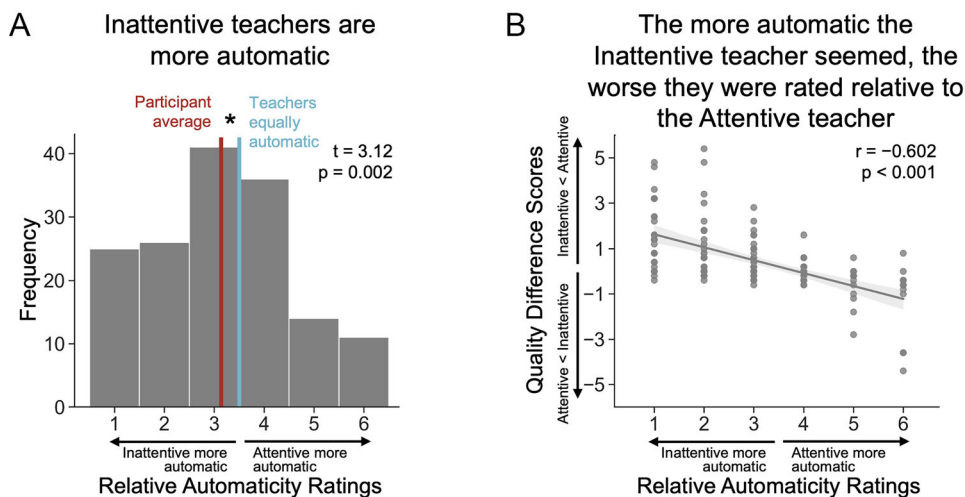 A
Inattentive teachers are
more automatic
Participant
average
*
Teachers
equally
automatic
t = 3.12
p = 0.002
Frequency
40
30
20
10
0
1 2 3 4 5 6
Inattentive more
automatic
Attentive more
automatic
Relative Automaticity Ratings
B
The more automatic the
Inattentive teacher seemed, the
worse they were rated relative to
the Attentive teacher
r = −0.602
p < 0.001
Quality Difference Scores
Inattentive < Attentive
Attentive < Inattentive
5
3
1
−1
−3
−5
1 2 3 4 5 6
Inattentive more
automatic
Attentive more
automatic
Relative Automaticity Ratings